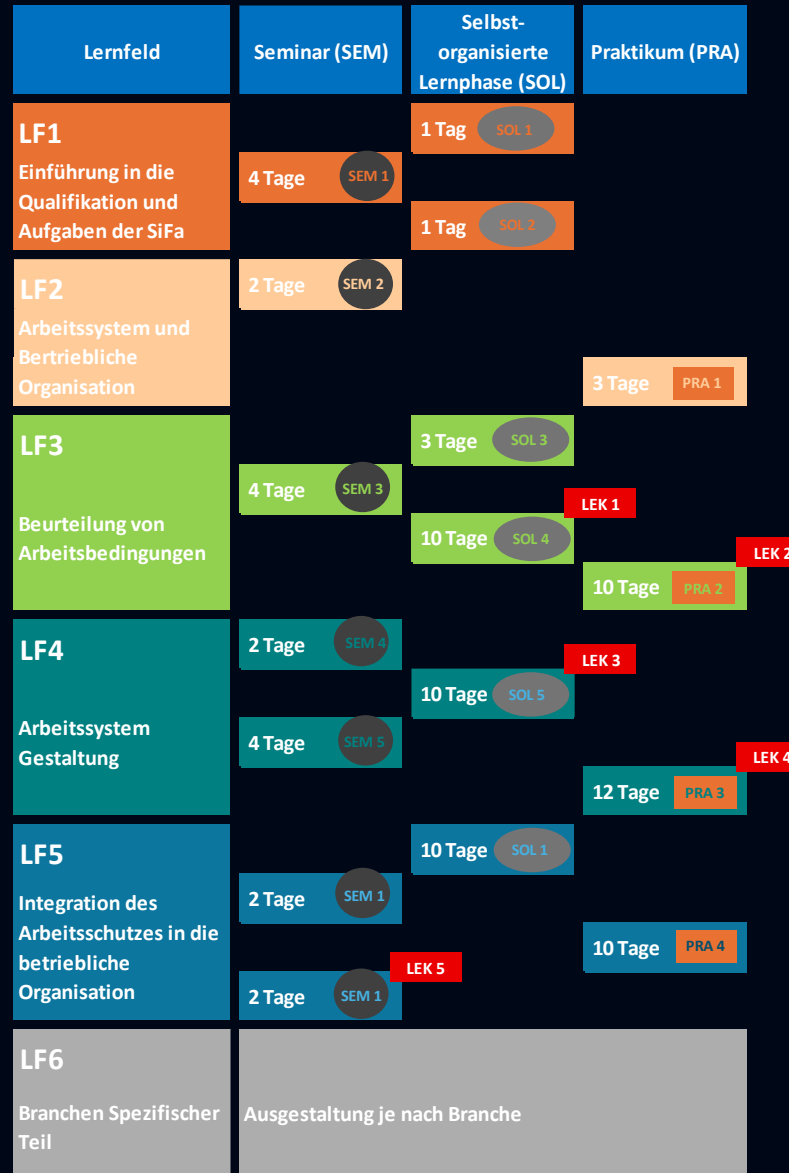 Lernfeld
Seminar (SEM)
Selbst-
organisierte
Lernphase (SOL)
Praktikum (PRA)
LF1
Einführung in die
Qualifikation und
Aufgaben der SiFa
1 Tag SOL 1
4 Tage SEM 1
1 Tag SOL 2
LF2
Arbeitssystem und
Bertriebliche
Organisation
2 Tage SEM 2
3 Tage PRA 1
LF3
Beurteilung von
Arbeitsbedingungen
3 Tage SOL 3
4 Tage SEM 3
LEK 1
10 Tage SOL 4
LEK 2
10 Tage PRA 2
LF4
Arbeitssystem
Gestaltung
2 Tage SEM 4
LEK 3
10 Tage SOL 5
4 Tage SEM 5
LEK 4
12 Tage PRA 3
LF5
Integration des
Arbeitsschutzes in die
betriebliche
Organisation
10 Tage SOL 1
2 Tage SEM 1
10 Tage PRA 4
LEK 5
2 Tage SEM 1
LF6
Branchen Spezifischer
Teil
Ausgestaltung je nach Branche